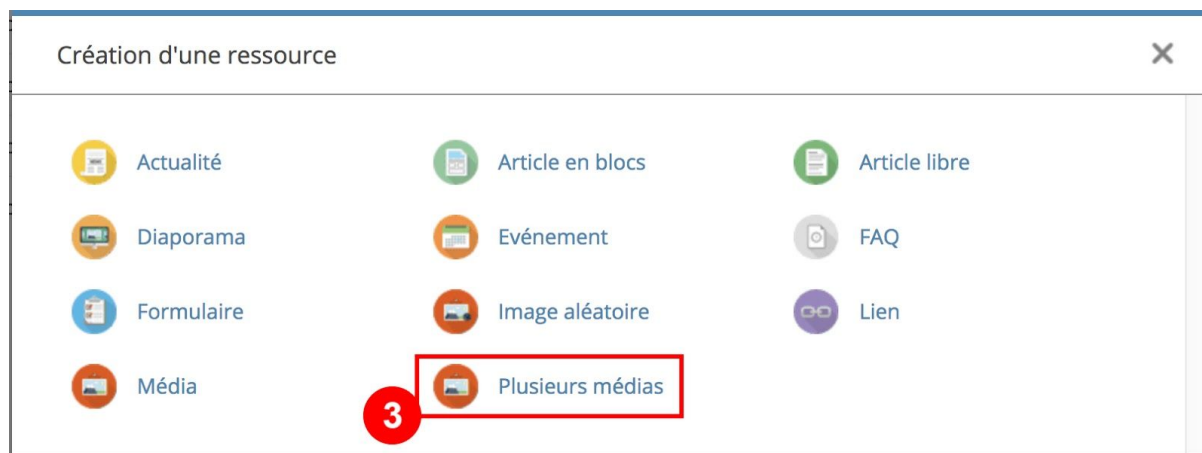 Création d'une ressource
Actualité
Article en blocs
Article libre
Diaporama
Evénement
FAQ
Formulaire
Image aléatoire
Lien
Média
Plusieurs médias
3